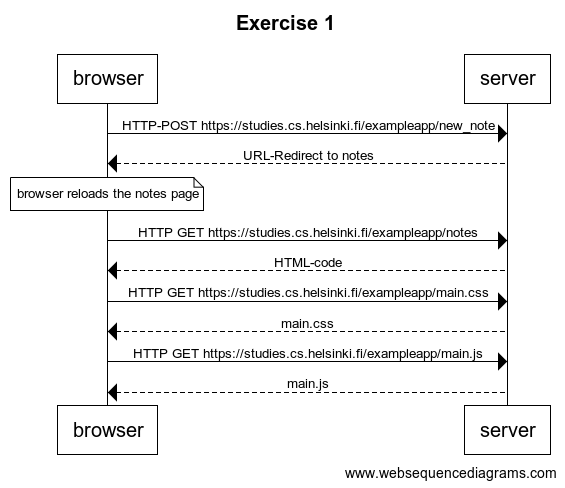 Exercise 1
browser
server
HTTP-POST https://studies.cs.helsinki.fi/exampleapp/new_note
URL-Redirect to notes
browser reloads the notes page
HTTP GET https://studies.cs.helsinki.fi/exampleapp/notes
HTML-code
HTTP GET https://studies.cs.helsinki.fi/exampleapp/main.css
main.css
HTTP GET https://studies.cs.helsinki.fi/exampleapp/main.js
main.js
browser
server
www.websequencediagrams.com